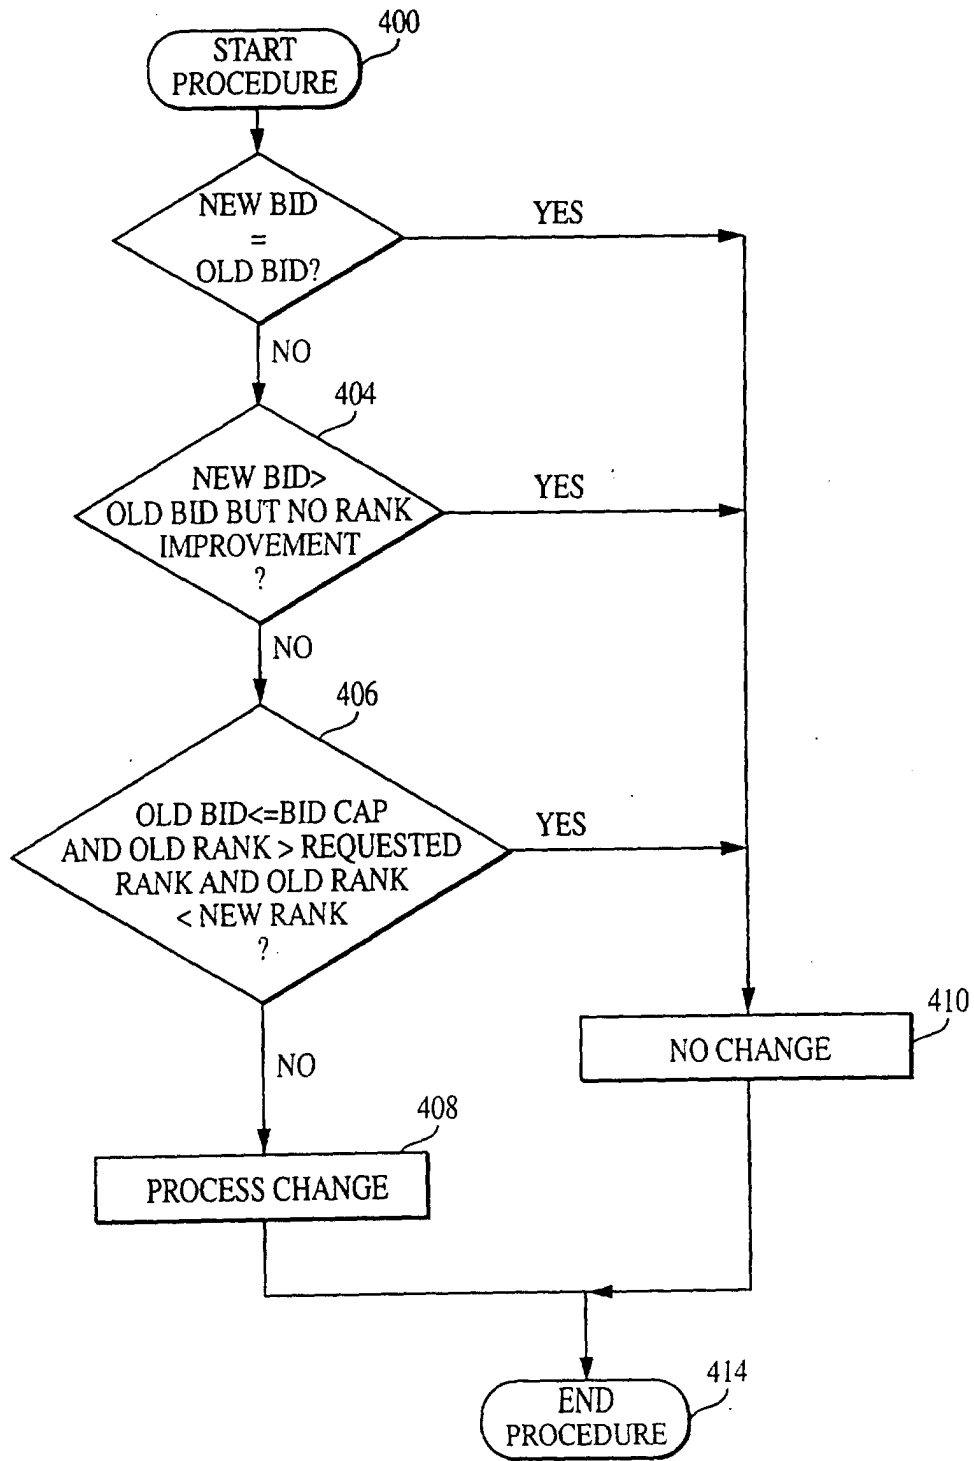 400
START
PROCEDURE
NEW BID
=
OLD BID?
YES
NO
404
NEW BID>
OLD BID BUT NO RANK
IMPROVEMENT
?
YES
NO
406
OLD BID<=BID CAP
AND OLD RANK > REQUESTED
RANK AND OLD RANK
< NEW RANK
?
YES
NO
410
NO CHANGE
408
PROCESS CHANGE
414
END
PROCEDURE